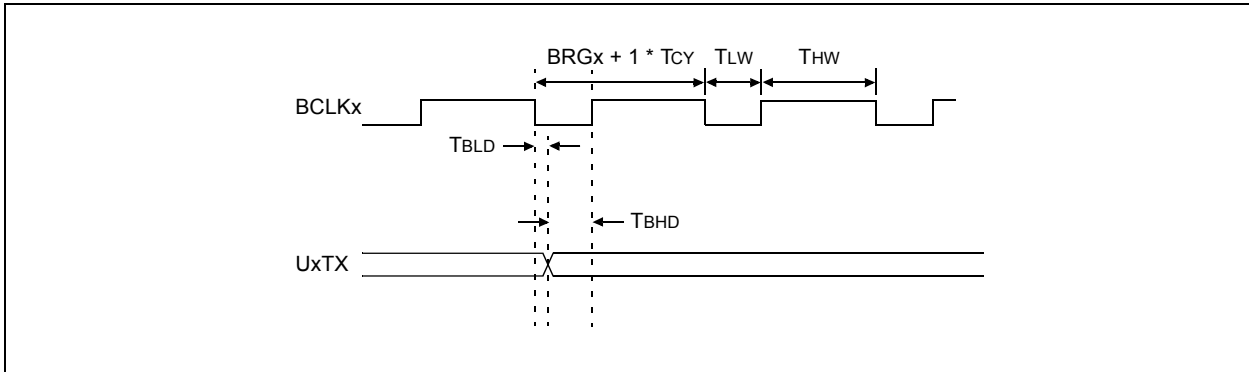 BRGx + 1 * TCY TLW THW
BCLKx
TBLD
TBHD
UxTX